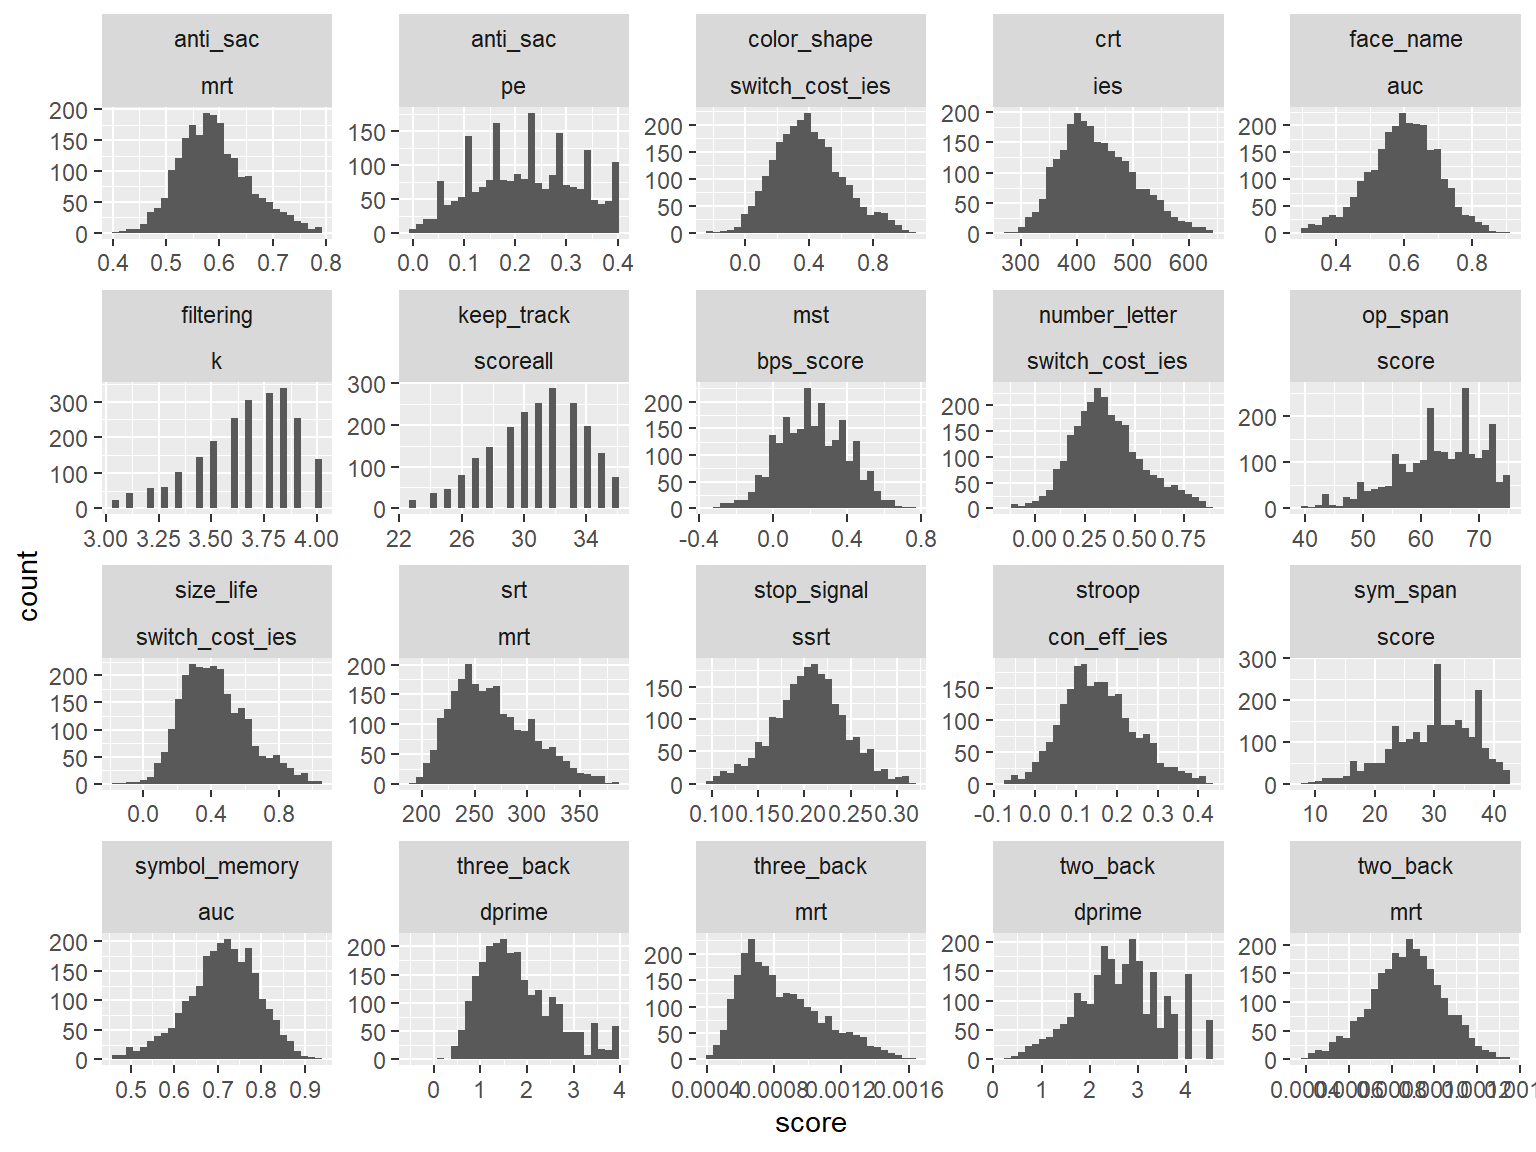 anti_sac anti_sac color_shape crt face_name
mrt pe switch_cost_ies ies auc
200 150 100 50 0
0.4 0.5 0.6 0.7 0.8
150 100 50 0
0.0 0.1 0.2 0.3 0.4
200 150 100 50 0
0.0 0.4 0.8
200 150 100 50 0
300 400 500 600
200 150 100 50 0
0.4 0.6 0.8
filtering keep_track mst number_letter op_span
k scoreall bps_score switch_cost_ies score
300 200 100 0
3.00 3.25 3.50 3.75 4.00
300 200 100 0
22 26 30 34
200 150 100 50 0
-0.4 0.0 0.4 0.8
200 150 100 50 0
0.00 0.25 0.50 0.75
200 100 0
40 50 60 70
count
size_life srt stop_signal stroop sym_span
switch_cost_ies mrt ssrt con_eff_ies score
200 150 100 50 0
0.0 0.4 0.8
200 150 100 50 0
200 250 300 350
150 100 50 0
0.10 0.15 0.20 0.25 0.30
150 100 50 0
-0.1 0.0 0.1 0.2 0.3 0.4
300 200 100 0
10 20 30 40
symbol_memory three_back three_back two_back two_back
auc dprime mrt dprime mrt
200 150 100 50 0
0.5 0.6 0.7 0.8 0.9
200 150 100 50 0
0 1 2 3 4
200 150 100 50 0
0.0004 0.0008 0.0012 0.0016
200 150 100 50 0
0 1 2 3 4
200 150 100 50 0
score